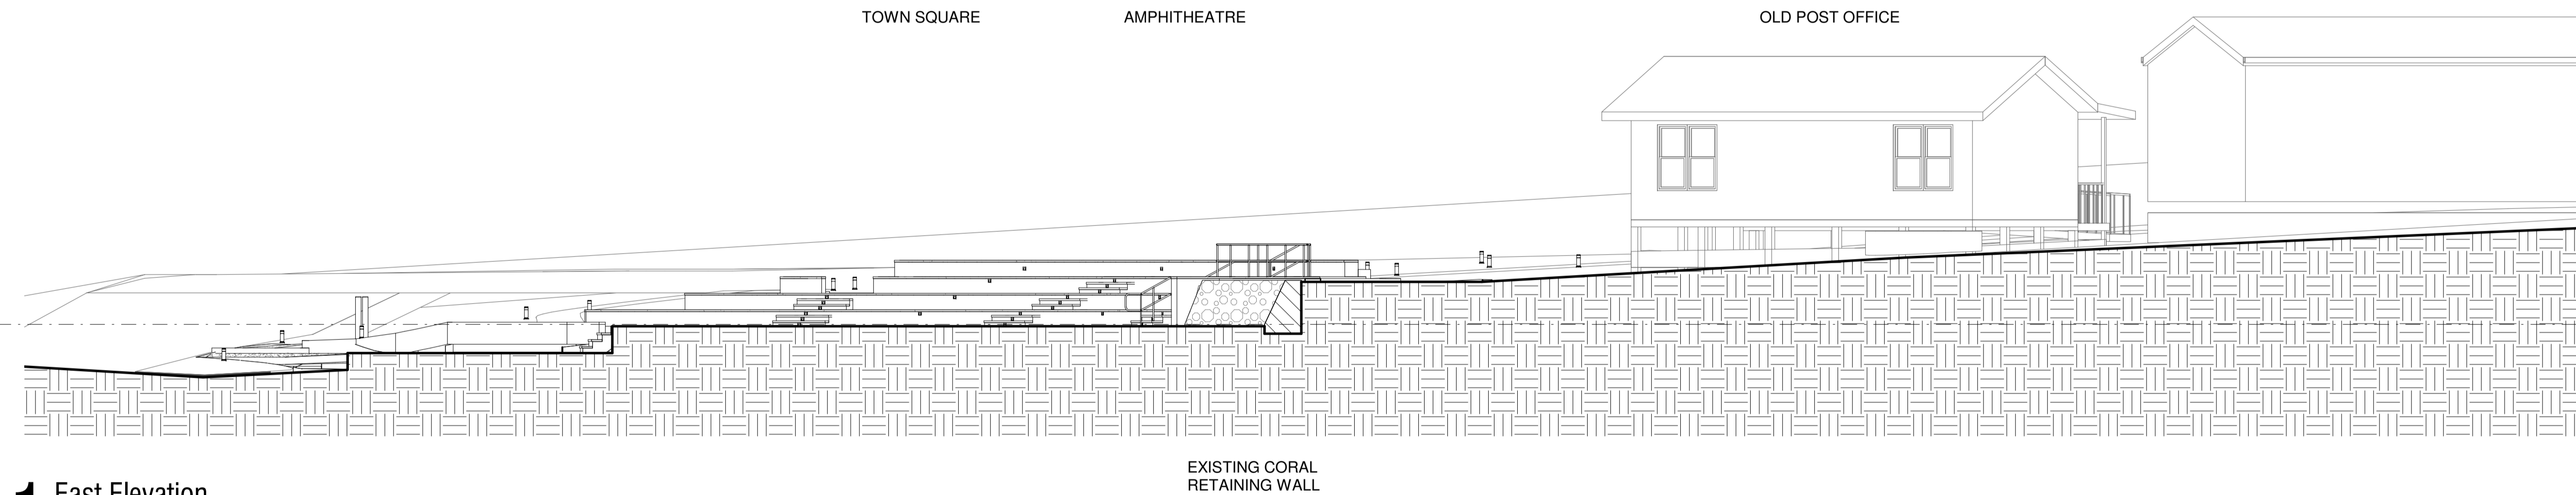 TOWN SQUARE
AMPHITHEATRE
OLD POST OFFICE
EXISTING CORAL
RETAINING WALL
1 East Elevation